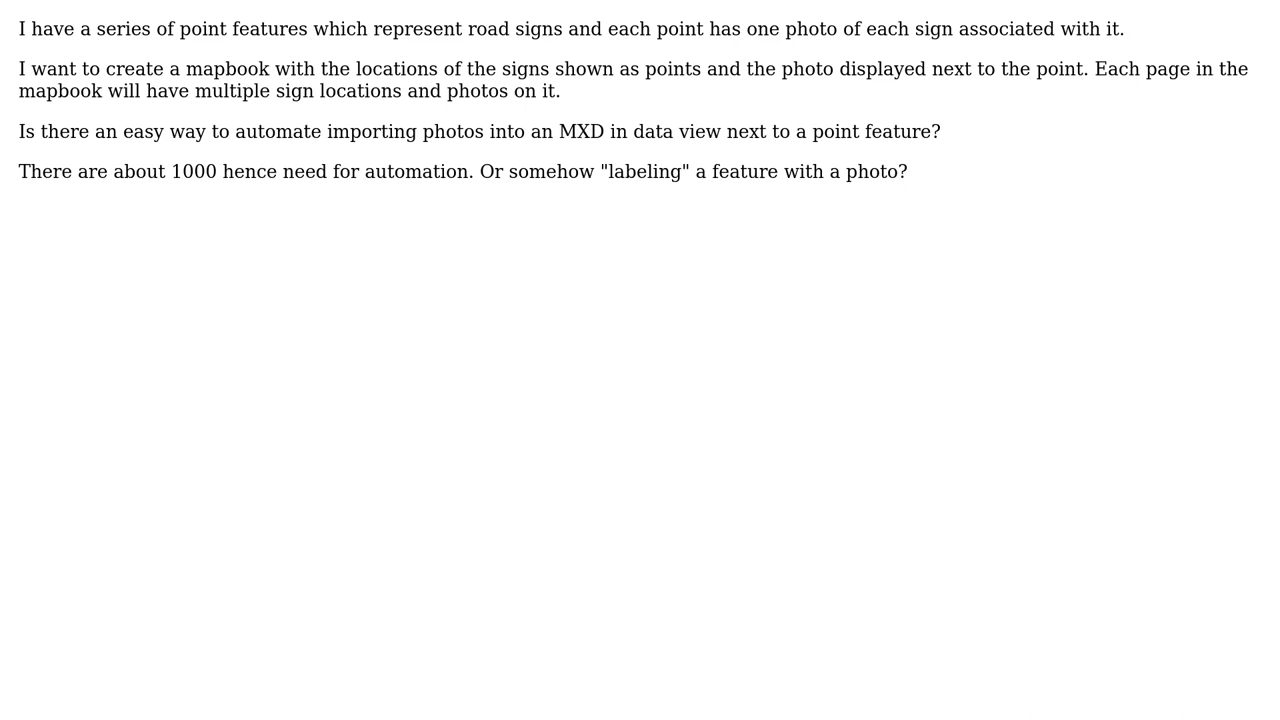 I have a series of point features which represent road signs and each point has one photo of each sign associated with it.
I want to create a mapbook with the locations of the signs shown as points and the photo displayed next to the point. Each page in the
mapbook will have multiple sign locations and photos on it.
Is there an easy way to automate importing photos into an MXD in data view next to a point feature?
There are about 1000 hence need for automation. Or somehow "labeling" a feature with a photo?